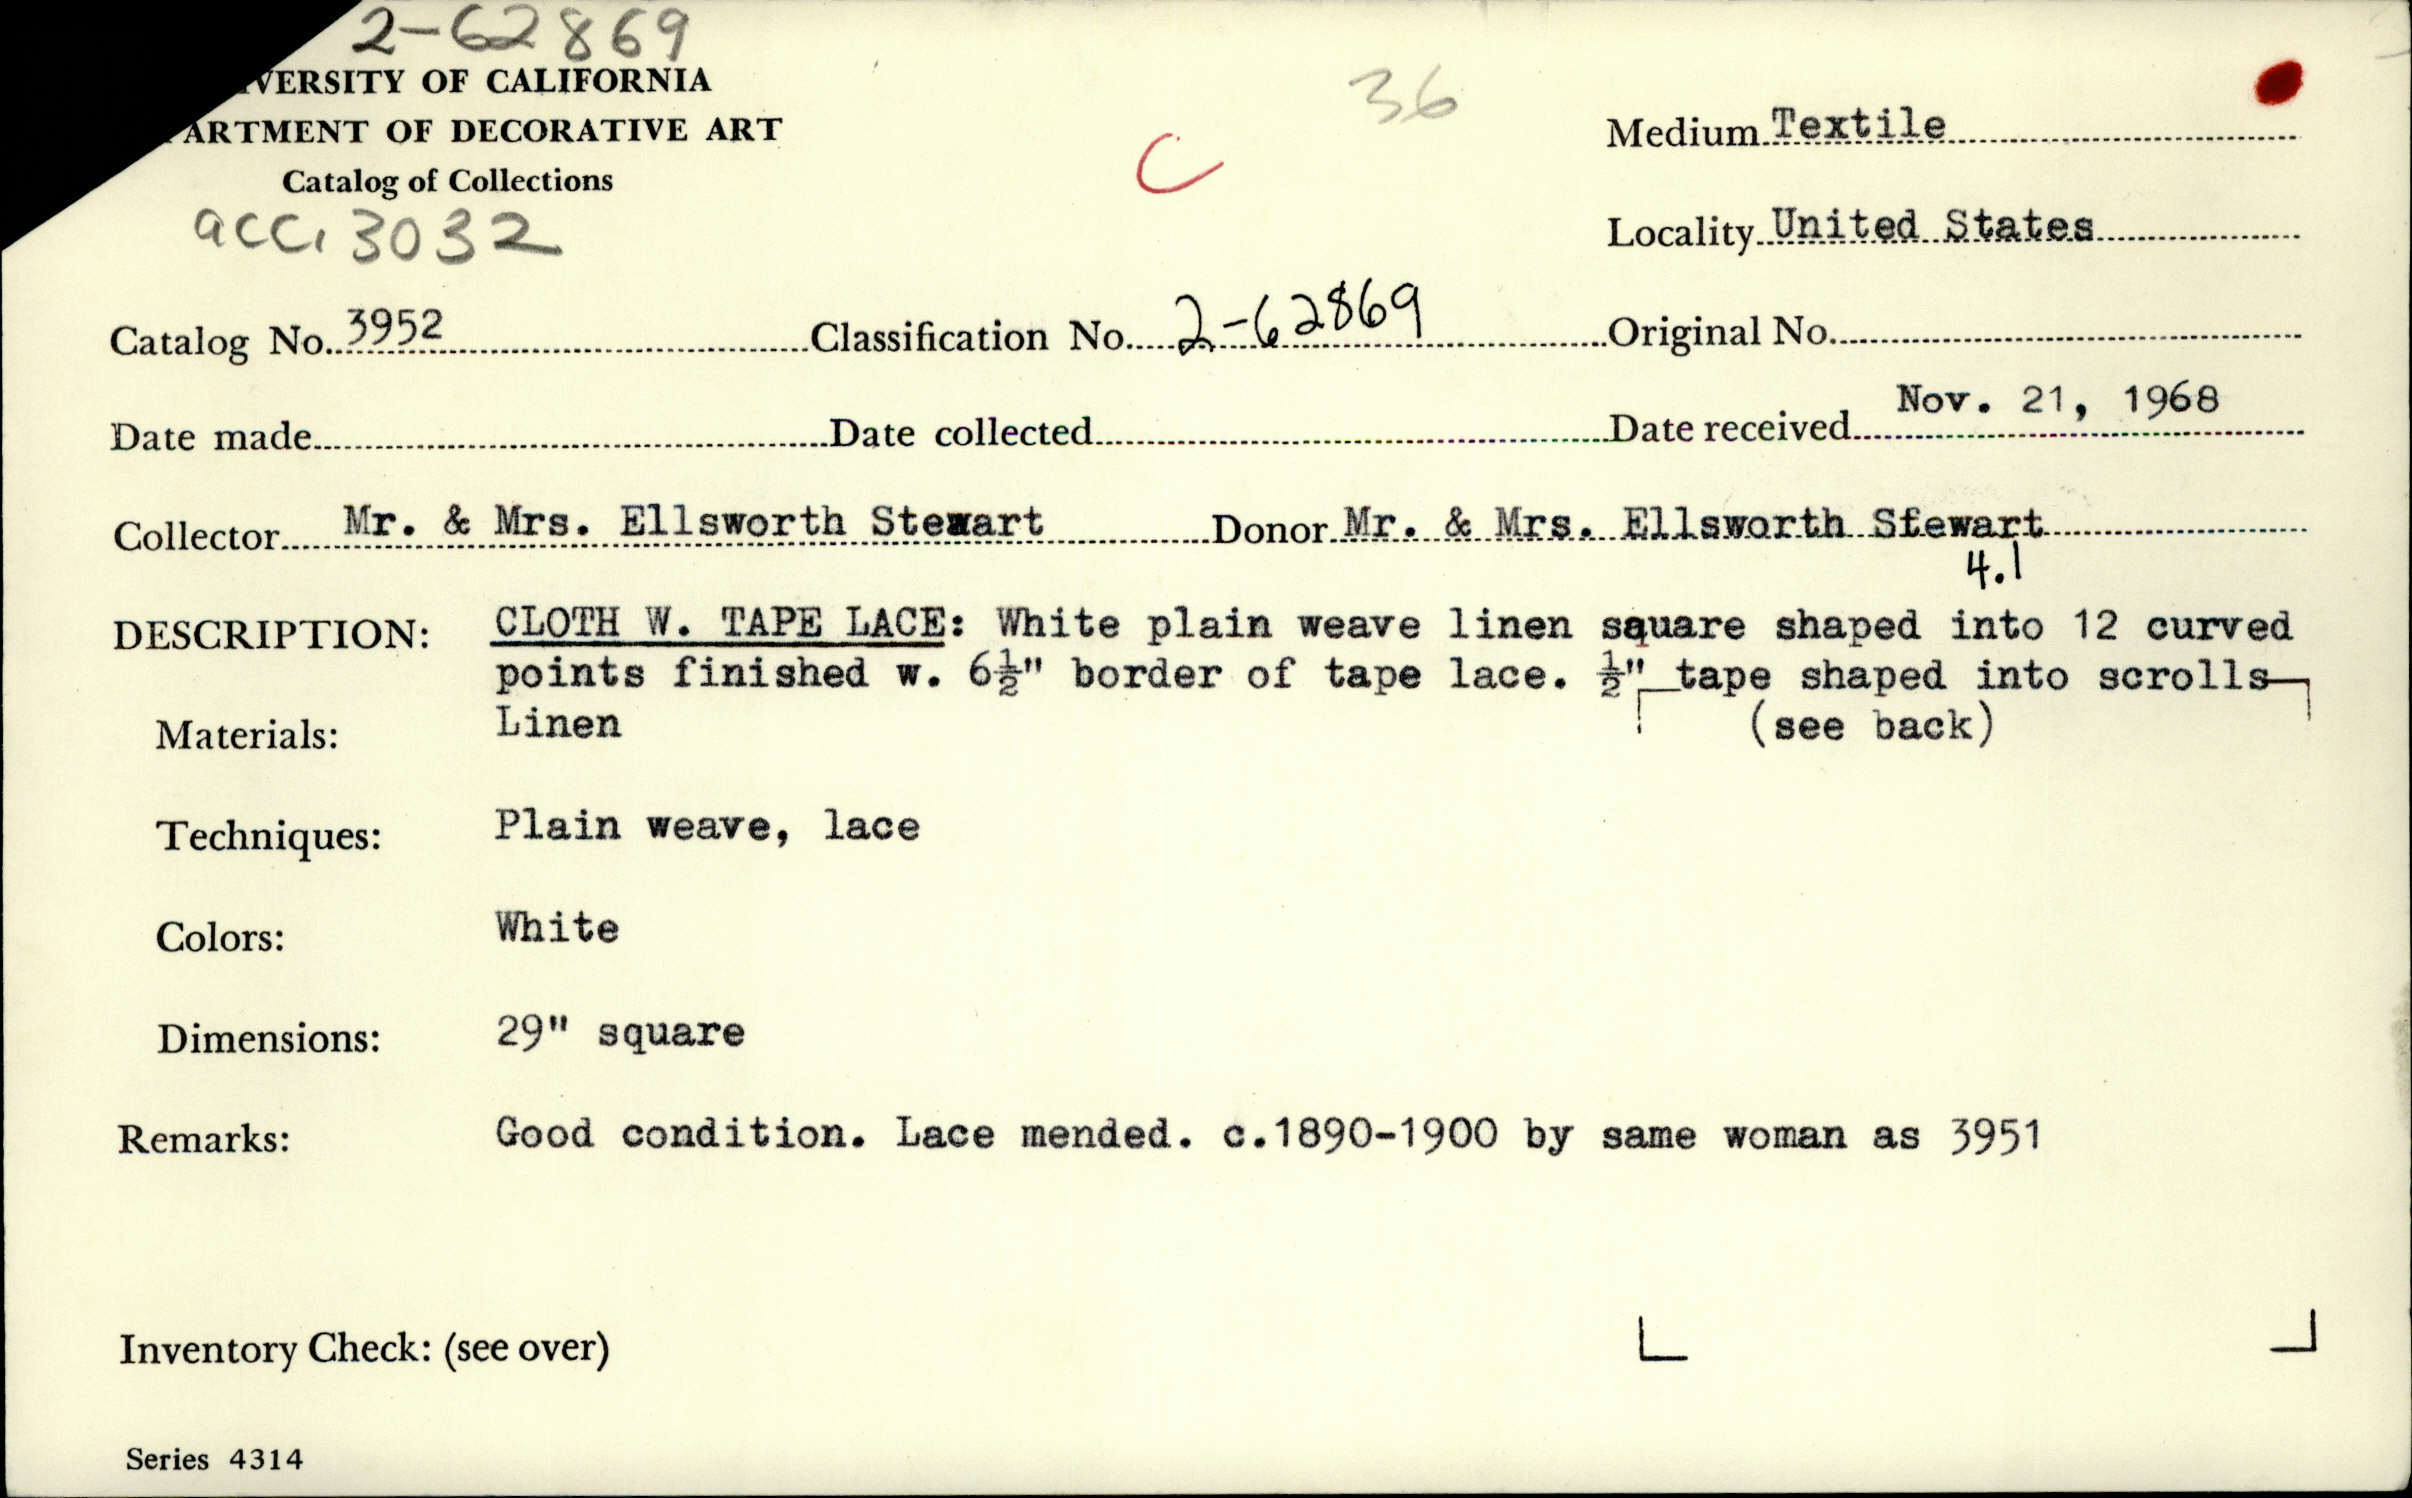 2-62869
VERSITY OF CALIFORNIA
ARTMENT OF DECORATIVE ART
Catalog of Collections
acc. 3032
C
36
Medium Textile
Locality United States
Catalog No. 3952 Classification No. 2-62869 Original No.
Date made Date collected Date received Nov. 21, 1968
Collector Mr. & Mrs. Ellsworth Stewart Donor Mr. & Mrs. Ellsworth Stewart
4.1
DESCRIPTION: CLOTH W. TAPE LACE: White plain weave linen square shaped into 12 curved
points finished w. 6½" border of tape lace. ½" tape shaped into scrolls
Materials: Linen (see back)
Techniques: Plain weave, lace
Colors: White
Dimensions: 29" square
Remarks: Good condition. Lace mended. c.1890-1900 by same woman as 3951
Inventory Check: (see over)
Series 4314